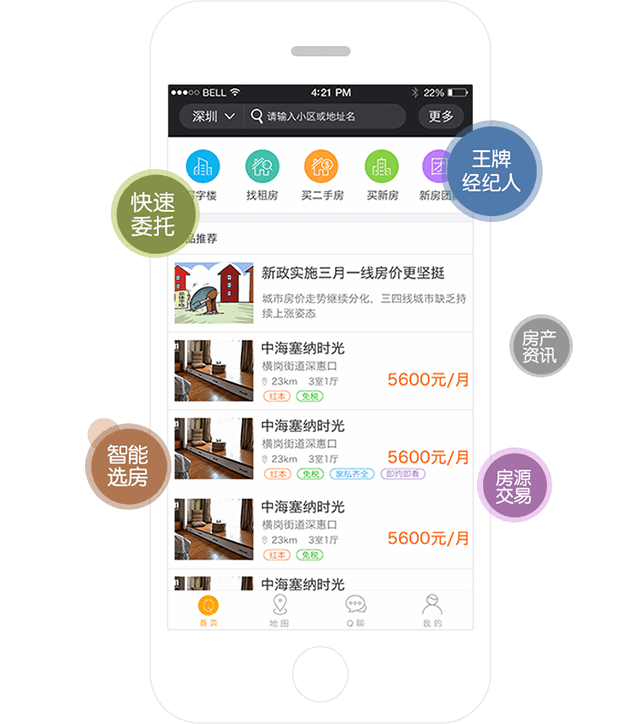 BELL 4:21 PM 22%
深圳 请输入小区或地址名 更多
王牌
经纪人
快速
委托
字楼 找租房 买二手房 买新房 新房团
品推荐
新政实施三月一线房价更坚挺
城市房价走势继续分化，三四线城市缺乏持
续上涨姿态
房产
资讯
中海塞纳时光
横岗街道深惠口
23km 3室1厅
5600元/月
红本 免税
中海塞纳时光
横岗街道深惠口
23km 3室1厅
5600元/月
红本 免税 家私齐全 即约即看
智能
选房
房源
交易
中海塞纳时光
横岗街道深惠口
23km 3室1厅
5600元/月
红本 免税
中海塞纳时光
首页 地图 Q聊 我的